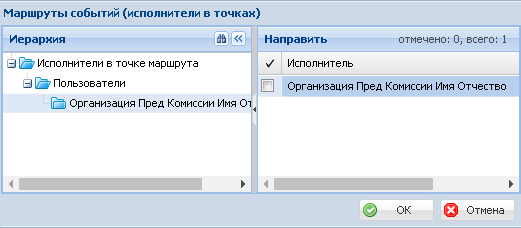 Маршруты событий (исполнители в точках)
Иерархия
Исполнители в точке маршрута
Пользователи
Организация Пред Комиссии Имя От
Направить отмечено: 0, всего: 1
Исполнитель
Организация Пред Комиссии Имя Отчество
OK Отмена